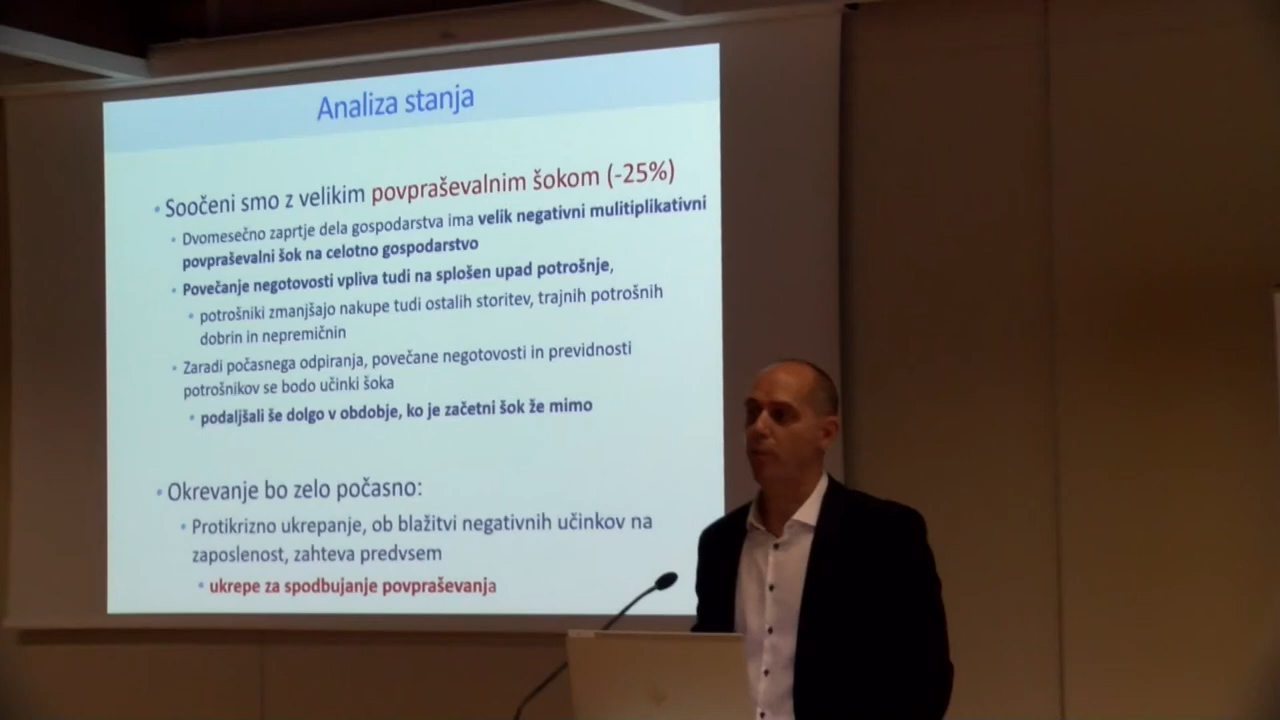 Analiza stanja
• Soočeni smo z velikim povpraševalnim šokom (-25%)
• Dvomesečno zaprtje dela gospodarstva ima velik negativni mulitiplikativni
povpraševalni šok na celotno gospodarstvo
• Povečanje negotovosti vpliva tudi na splošen upad potrošnje,
• potrošniki zmanjšajo nakupe tudi ostalih storitev, trajnih potrošnih
dobrin in nepremičnin
• Zaradi počasnega odpiranja, povečane negotovosti in previdnosti
potrošnikov se bodo učinki šoka
• podaljšali še dolgo v obdobje, ko je začetni šok že mimo
• Okrevanje bo zelo počasno:
• Protikrizno ukrepanje, ob blažitvi negativnih učinkov na
zaposlenost, zahteva predvsem
• ukrepe za spodbujanje povpraševanja